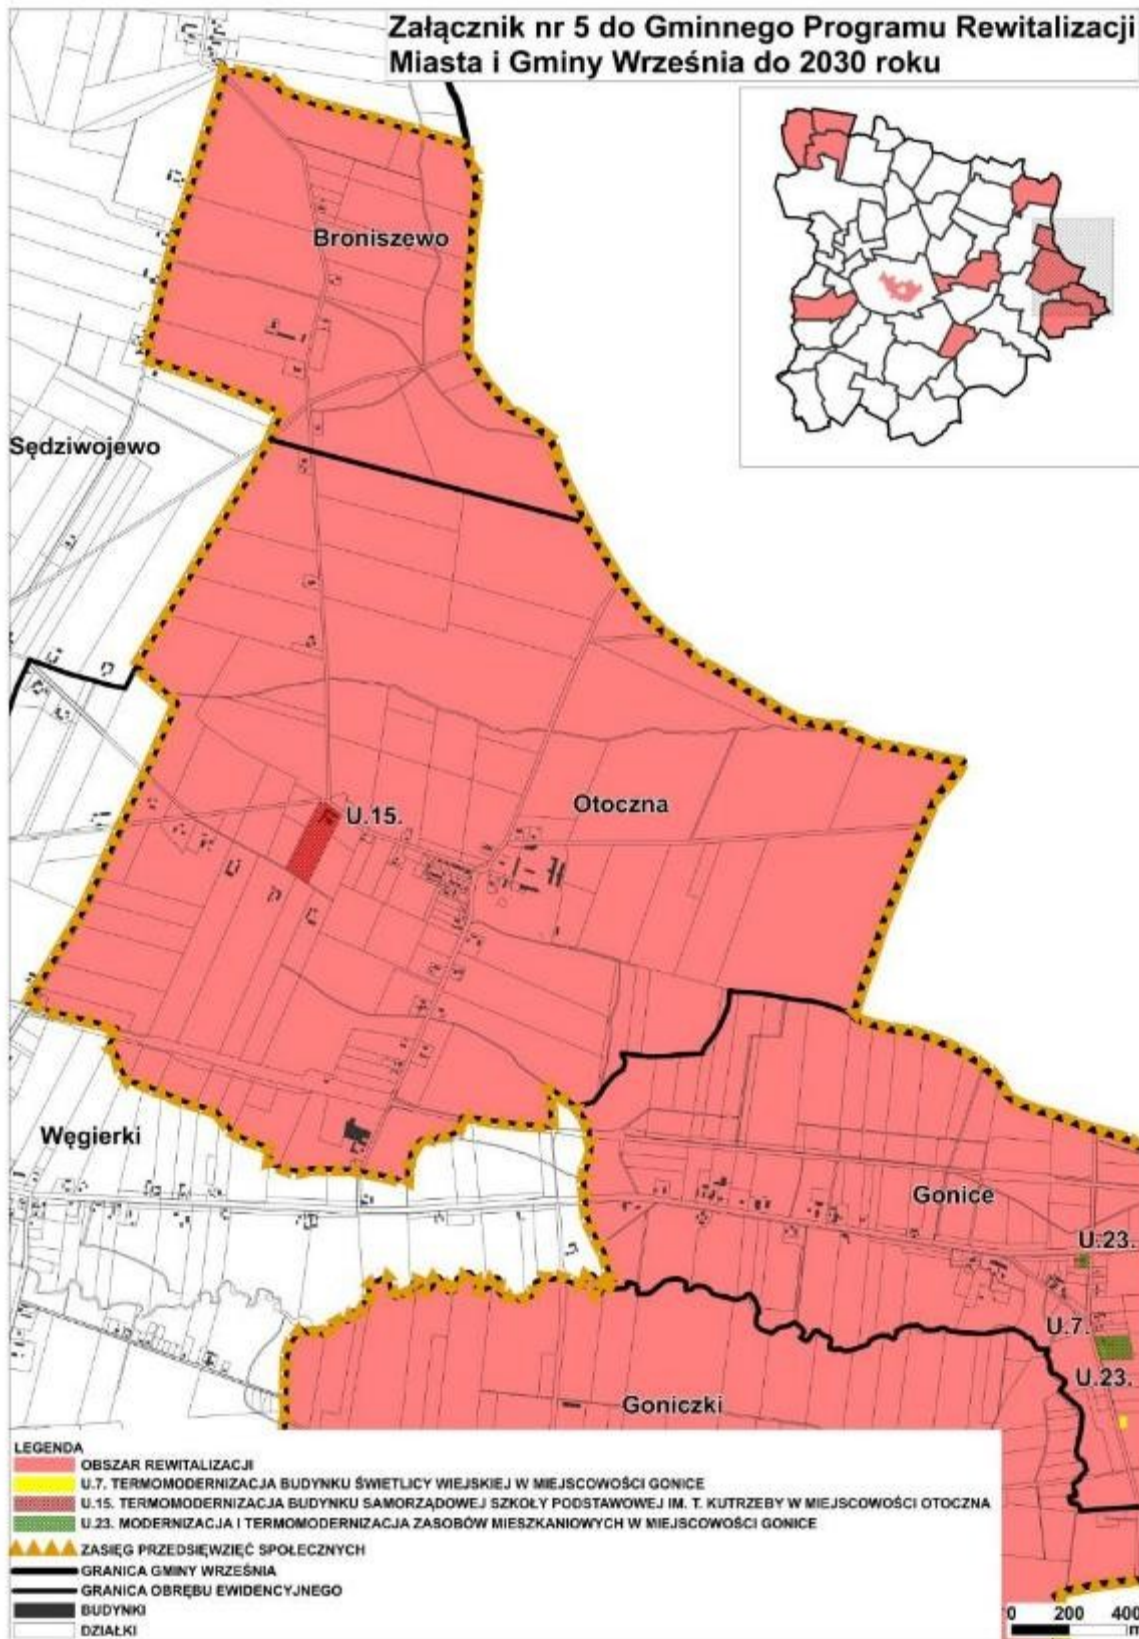 Załącznik nr 5 do Gminnego Programu Rewitalizacji
Miasta i Gminy Września do 2030 roku
Broniszewo
Sędziwojewo
Otoczna
U.15.
Węgierki
Gonice
U.23.
U.7.
U.23.
Goniczki
LEGENDA
OBSZAR REWITALIZACJI
U.7. TERMOMODERNIZACJA BUDYNKU ŚWIETLICY WIEJSKIEJ W MIEJSCOWOŚCI GONICE
U.15. TERMOMODERNIZACJA BUDYNKU SAMORZĄDOWEJ SZKOŁY PODSTAWOWEJ IM. T. KUTRZEBY W MIEJSCOWOŚCI OTOCZNA
U.23. MODERNIZACJA I TERMOMODERNIZACJA ZASOBÓW MIESZKANIOWYCH W MIEJSCOWOŚCI GONICE
ZASIĘG PRZEDSIĘWZIĘĆ SPOŁECZNYCH
GRANICA GMINY WRZEŚNIA
GRANICA OBRĘBU EWIDENCYJNEGO
BUDYNKI
DZIAŁKI
0 200 400
m